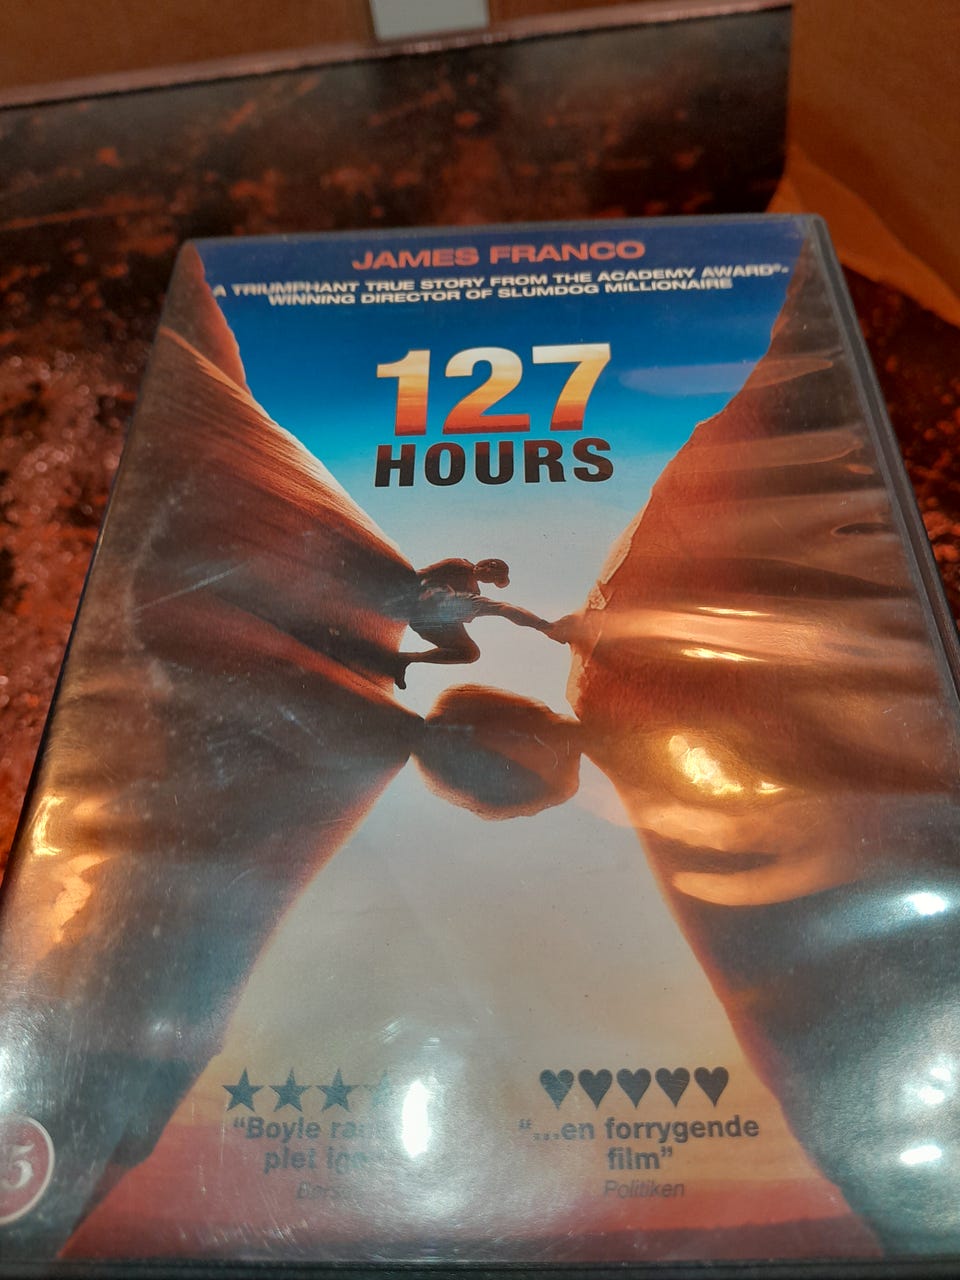 JAMES FRANCO
A TRIUMPHANT TRUE STORY FROM THE ACADEMY AWARD®-
WINNING DIRECTOR OF SLUMDOG MILLIONAIRE
127
HOURS
"Boyle
plet
"...en forrygende
film"
Politiken